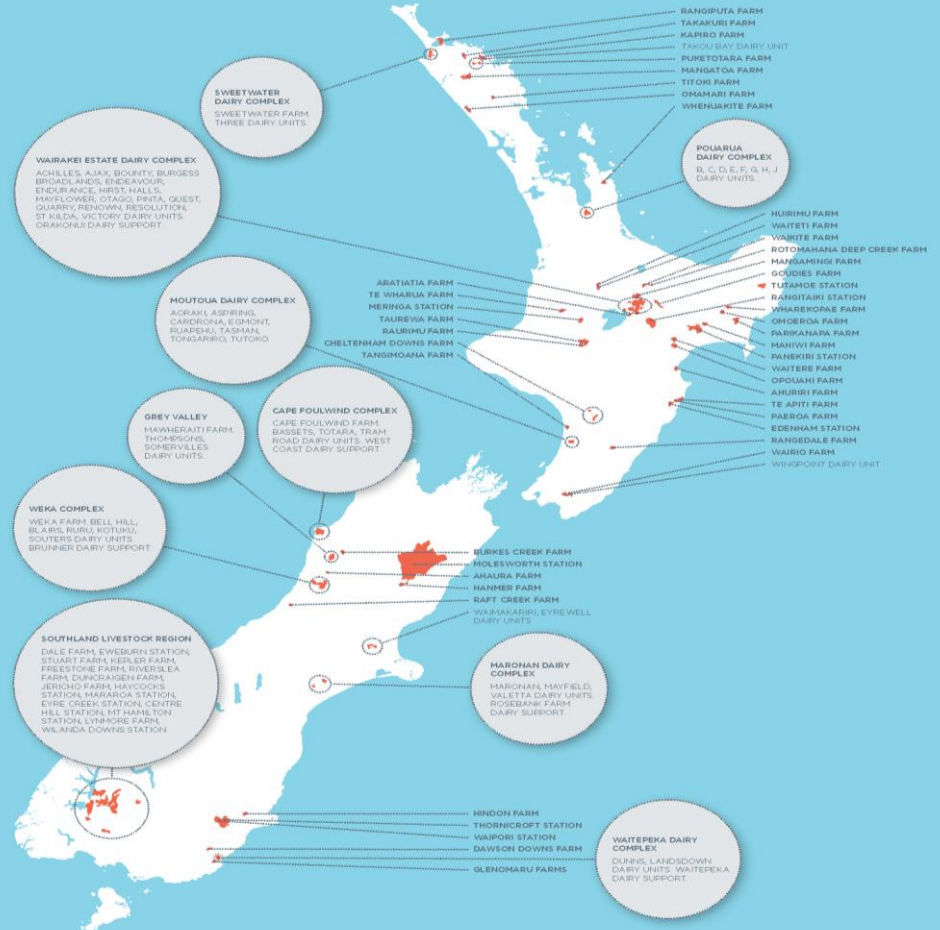 RANGIPUTA FARM
TAKAKURI FARM
KAPIRO FARM
TAKOU BAY DAIRY UNIT
PUKETOTARA FARM
MANGATOA FARM
TITOKI FARM
OMAMARI FARM
WHENUAKITE FARM
SWEETWATER
DAIRY COMPLEX
SWEETWATER FARM.
THREE DAIRY UNITS.
WAIRAKEI ESTATE DAIRY COMPLEX
ACHILLES, AJAX, BOUNTY, BURGESS
BROADLANDS, ENDEAVOUR,
ENDURANCE, HIRST, HALLS,
MAYFLOWER, OTAGO, PINTA, QUEST,
QUARRY, RENOWN, RESOLUTION,
ST KILDA, VICTORY DAIRY UNITS.
ORAKONUI DAIRY SUPPORT.
POUARUA
DAIRY COMPLEX
B, C, D, E, F, G, H, J
DAIRY UNITS.
HUIRIMU FARM
WAITETI FARM
WAIKITE FARM
ROTOMAHANA DEEP CREEK FARM
MANGAMINGI FARM
GOUDIES FARM
TUTAMOE STATION
RANGITAIKI STATION
WHAREKOPAE FARM
OMOEROA FARM
PARIKANAPA FARM
MAHIWI FARM
PANEKIRI STATION
WAITERE FARM
OPOUAHI FARM
AHURIRI FARM
TE APITI FARM
PAEROA FARM
EDENHAM STATION
RANGEDALE FARM
WAIRIO FARM
WINGPOINT DAIRY UNIT
ARATIATIA FARM
TE WHARUA FARM
MERINGA STATION
TAUREWA FARM
RAURIMU FARM
CHELTENHAM DOWNS FARM
TANGIMOANA FARM
MOUTOUA DAIRY COMPLEX
AORAKI, ASPIRING,
CARDRONA, EGMONT,
RUAPEHU, TASMAN,
TONGARIRO, TUTOKO
GREY VALLEY
MAWHERAITI FARM.
THOMPSONS,
SOMERVILLES
DAIRY UNITS.
CAPE FOULWIND COMPLEX
CAPE FOULWIND FARM.
BASSETS, TOTARA, TRAM
ROAD DAIRY UNITS. WEST
COAST DAIRY SUPPORT.
WEKA COMPLEX
WEKA FARM. BELL HILL,
BLAIRS, RURU, KOTUKU,
SOUTERS DAIRY UNITS.
BRUNNER DAIRY SUPPORT.
BURKES CREEK FARM
MOLESWORTH STATION
AHAURA FARM
HANMER FARM
RAFT CREEK FARM
WAIMAKARIRI, EYREWELL
DAIRY UNITS
SOUTHLAND LIVESTOCK REGION
DALE FARM, EWEBURN STATION,
STUART FARM, KEPLER FARM,
FREESTONE FARM, RIVERSLEA
FARM, DUNCRAIGEN FARM,
JERICHO FARM, HAYCOCKS
STATION, MARAROA STATION,
EYRE CREEK STATION, CENTRE
HILL STATION, MT HAMILTON
STATION, LYNMORE FARM,
WILANDA DOWNS STATION
MARONAN DAIRY
COMPLEX
MARONAN, MAYFIELD,
VALETTA DAIRY UNITS.
ROSEBANK FARM
DAIRY SUPPORT.
HINDON FARM
THORNICROFT STATION
WAIPORI STATION
DAWSON DOWNS FARM
GLENOMARU FARMS
WAITEPEKA DAIRY
COMPLEX
DUNNS, LANDSDOWN
DAIRY UNITS. WAITEPEKA
DAIRY SUPPORT.